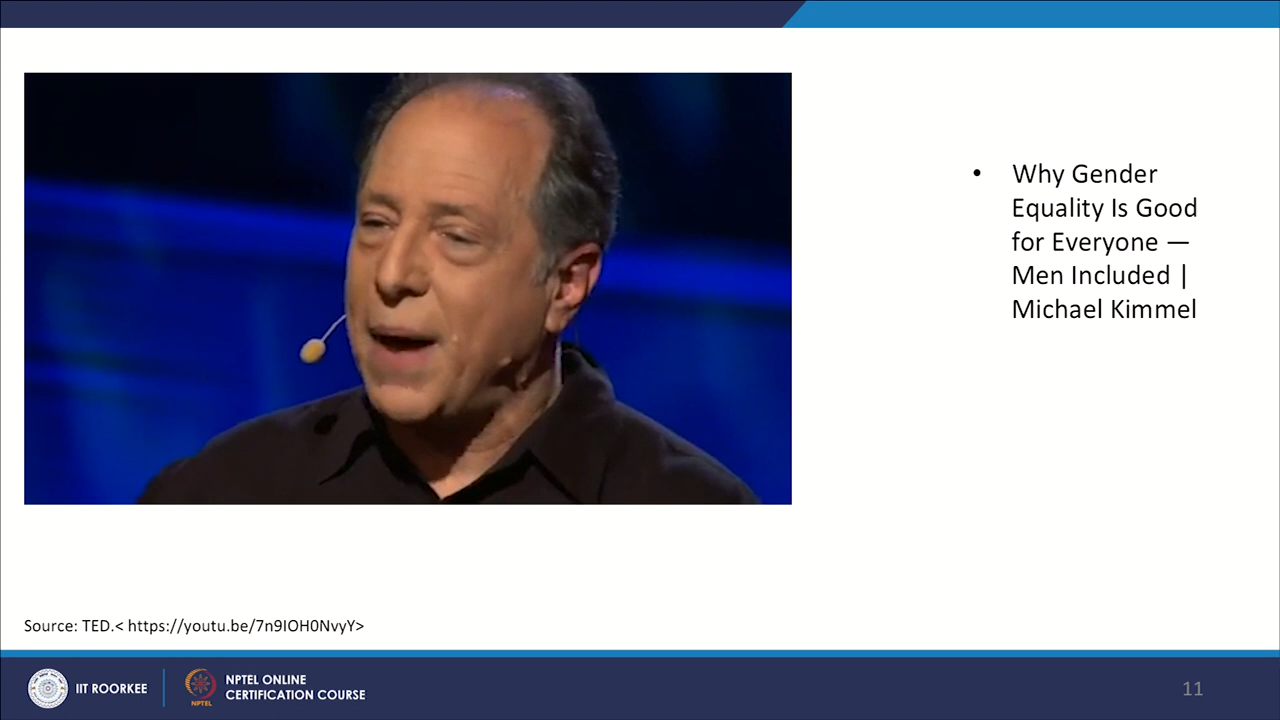 • Why Gender
Equality Is Good
for Everyone —
Men Included |
Michael Kimmel
Source: TED.< https://youtu.be/7n9IOH0NvyY>
IIT ROORKEE
NPTEL
NPTEL ONLINE
CERTIFICATION COURSE
11